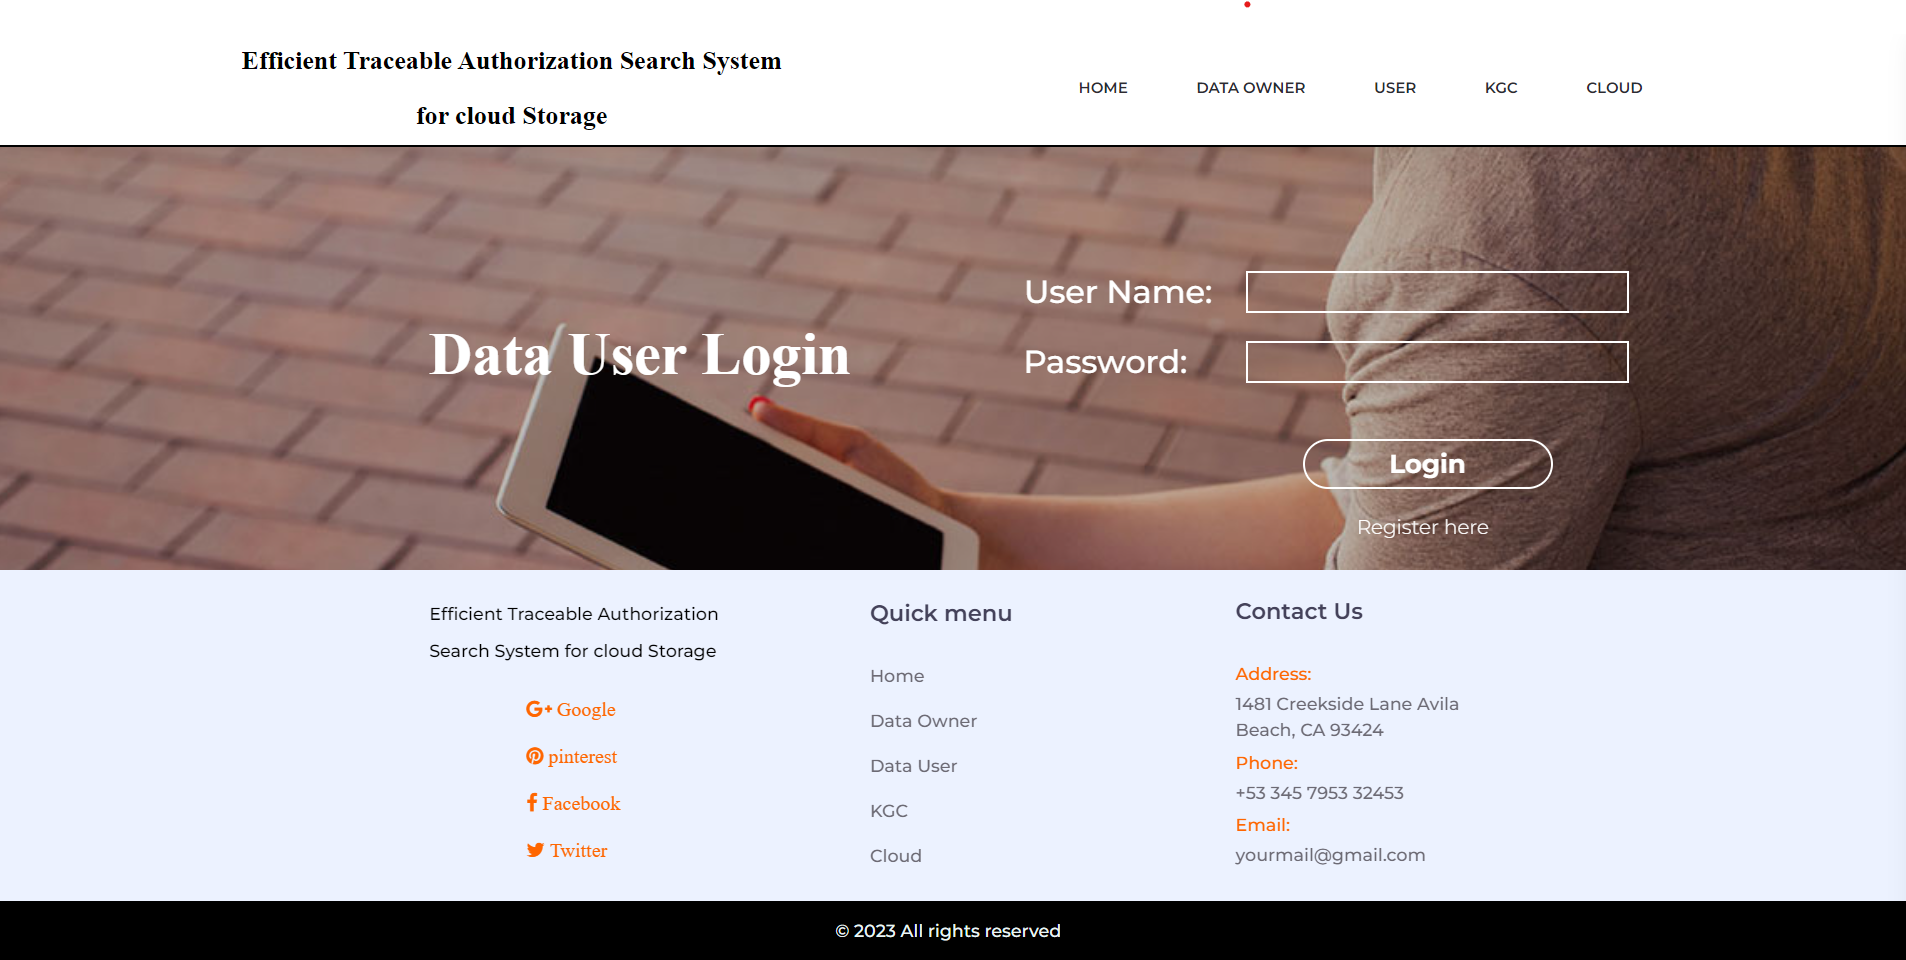 Efficient Traceable Authorization Search System
for cloud Storage
HOME
DATA OWNER
USER
KGC
CLOUD
Data User Login
User Name:
Password:
Login
Register here
Efficient Traceable Authorization
Search System for cloud Storage
G+ Google
pinterest
Facebook
Twitter
Quick menu
Home
Data Owner
Data User
KGC
Cloud
Contact Us
Address:
1481 Creekside Lane Avila
Beach, CA 93424
Phone:
+53 345 7953 32453
Email:
yourmail@gmail.com
© 2023 All rights reserved